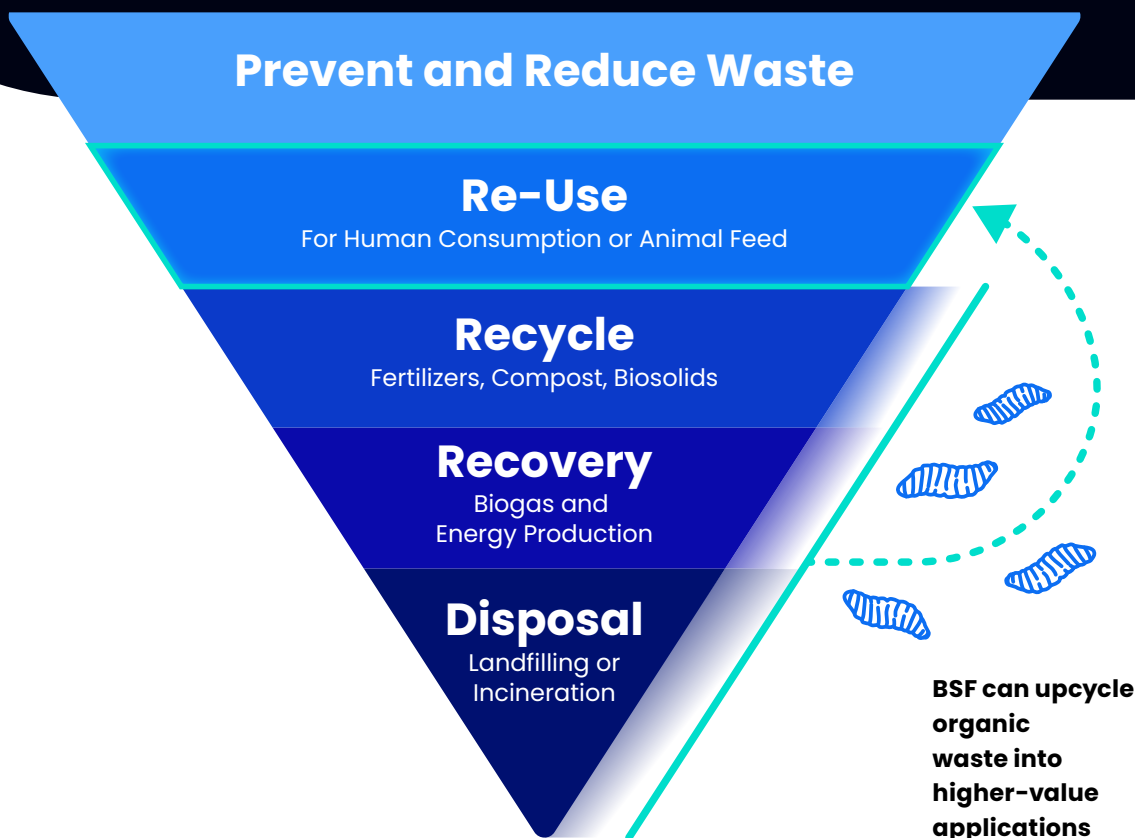 Prevent and Reduce Waste
Re-Use
For Human Consumption or Animal Feed
Recycle
Fertilizers, Compost, Biosolids
Recovery
Biogas and
Energy Production
Disposal
Landfilling or
Incineration
BSF can upcycle
organic
waste into
higher-value
applications